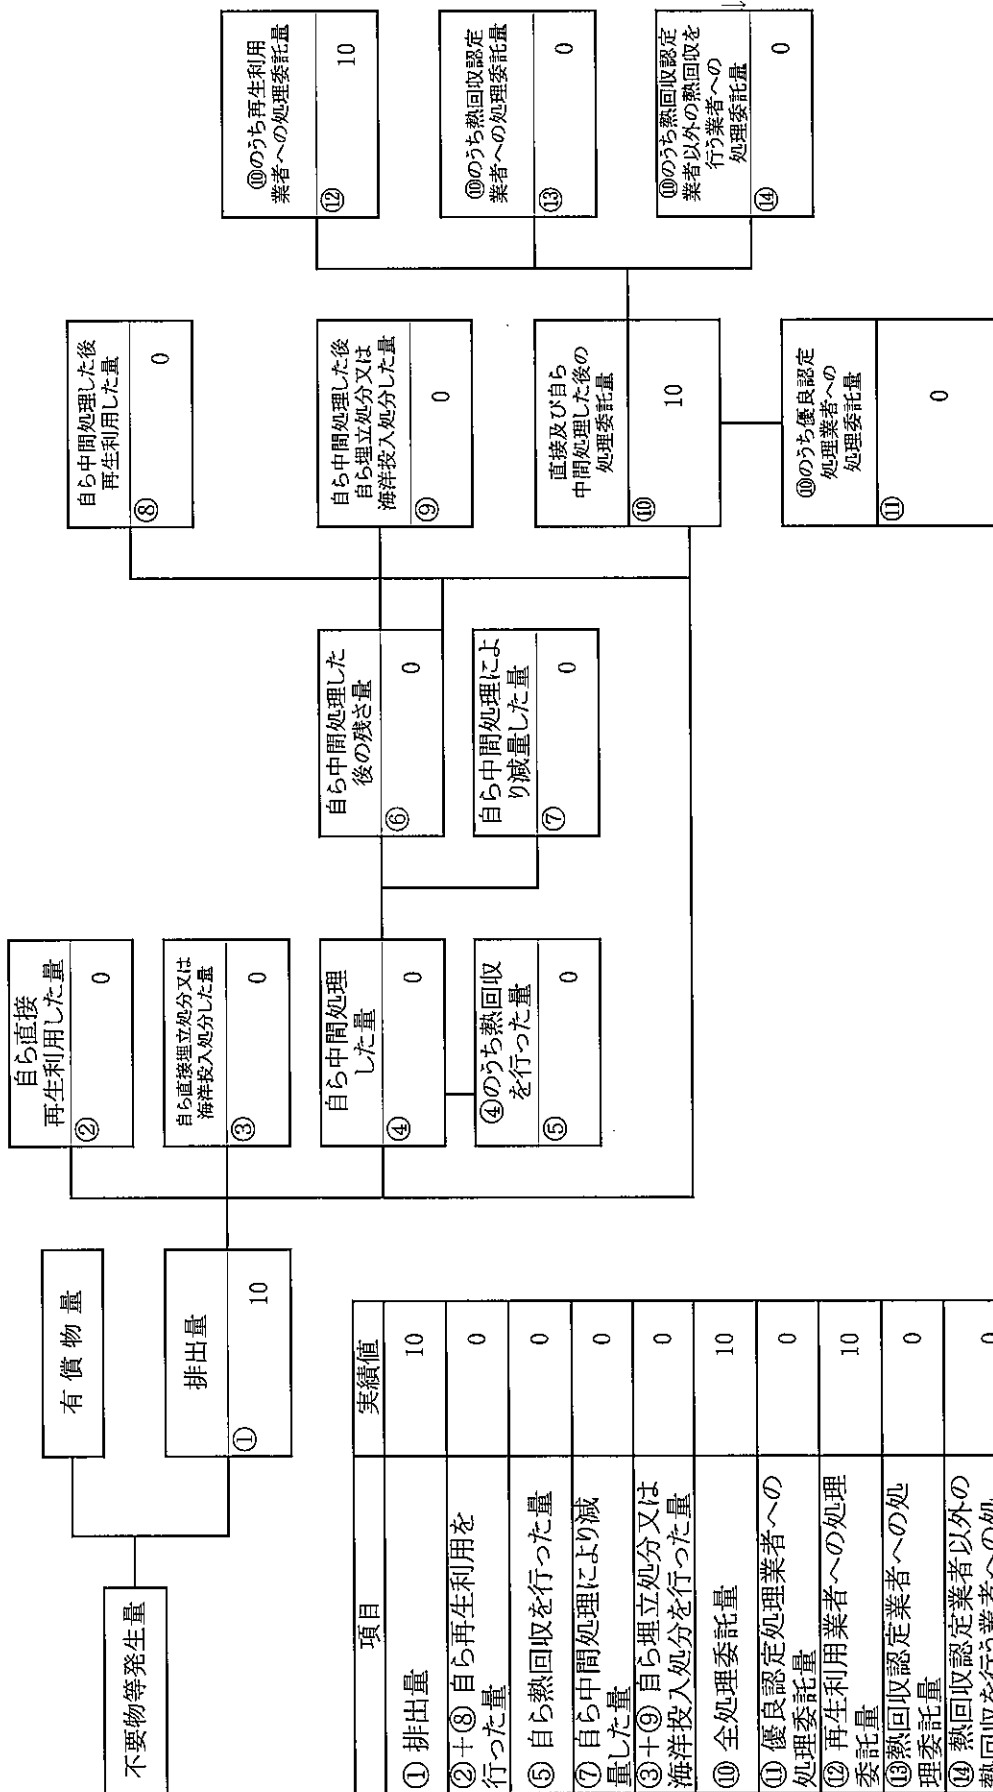 不要物等発生量
有償物量
排出量
①
10
自ら直接
再生利用した量
②
0
自ら直接埋立処分又は
海洋投入処分した量
③
0
自ら中間処理
した量
④
0
④のうち熱回収
を行った量
⑤
0
自ら中間処理した
後の残さ量
⑥
0
自ら中間処理によ
り減量した量
⑦
0
自ら中間処理した後
再生利用した量
⑧
0
自ら中間処理した後
自ら埋立処分又は
海洋投入処分した量
⑨
0
直接及び自ら
中間処理した後の
処理委託量
⑩
10
⑩のうち優良認定
処理業者への
処理委託量
⑪
0
⑩のうち再生利用
業者への処理委託量
⑫
10
⑩のうち熱回収認定
業者への処理委託量
⑬
0
⑩のうち熱回収認定
業者以外の熱回収を
行う業者への
処理委託量
⑭
0
項目 実績値
①排出量 10
②+⑧ 自ら再生利用を
行った量 0
⑤ 自ら熱回収を行った量 0
⑦ 自ら中間処理により減
量した量 0
③+⑨ 自ら埋立処分又は
海洋投入処分を行った量 0
⑩ 全処理委託量 10
⑪ 優良認定処理業者への
処理委託量 0
⑫ 再生利用業者への処理
委託量 10
⑬熱回収認定業者への処
理委託量 0
⑭ 熱回収認定業者以外の
熱回収を行う業者への処 0